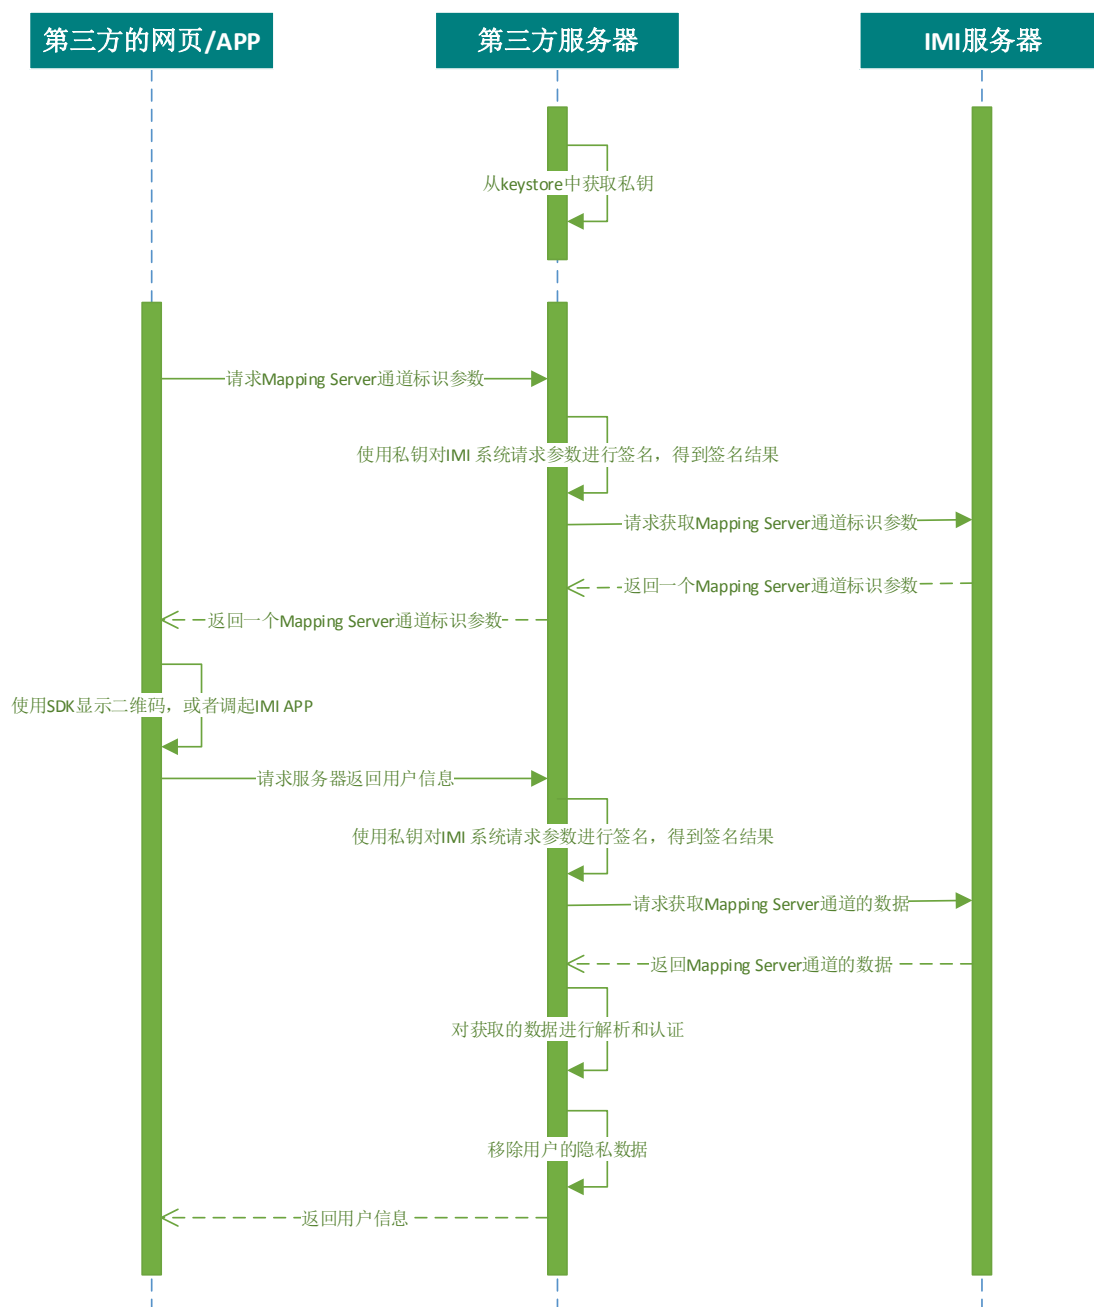 第三方的网页/APP
第三方服务器
IMI服务器
从keystore中获取私钥
请求Mapping Server通道标识参数
使用私钥对IMI 系统请求参数进行签名，得到签名结果
请求获取Mapping Server通道标识参数
返回一个Mapping Server通道标识参数
返回一个Mapping Server通道标识参数
使用SDK显示二维码，或者调起IMI APP
请求服务器返回用户信息
使用私钥对IMI 系统请求参数进行签名，得到签名结果
请求获取Mapping Server通道的数据
返回Mapping Server通道的数据
对获取的数据进行解析和认证
移除用户的隐私数据
返回用户信息